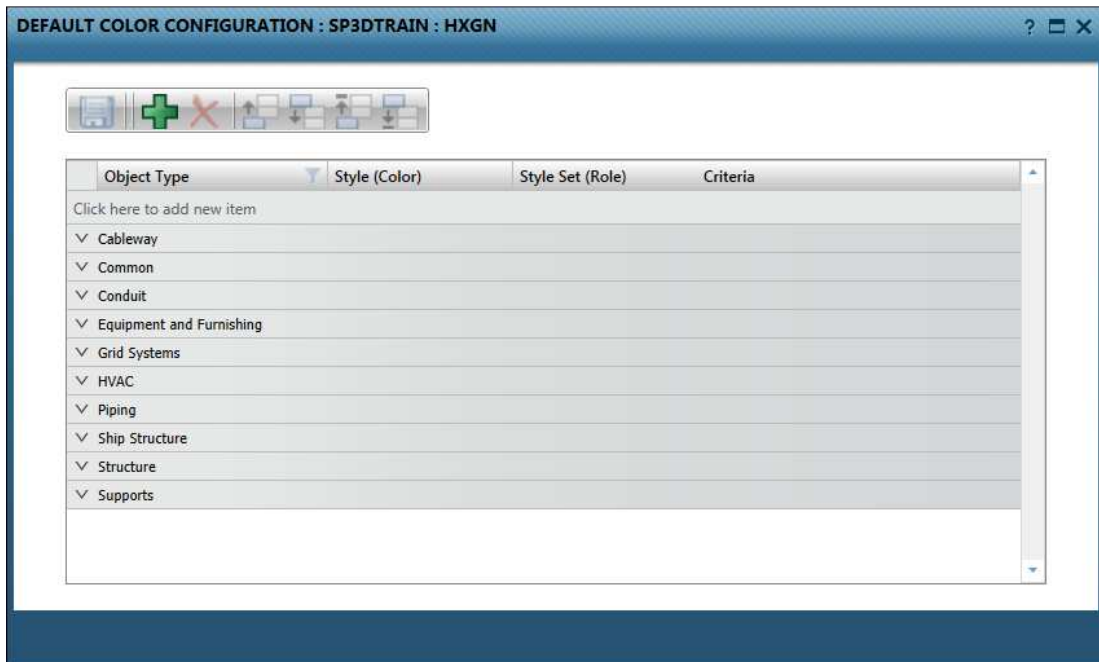 DEFAULT COLOR CONFIGURATION : SP3DTRAIN : HXGN ?
Object Type Style (Color) Style Set (Role) Criteria
Click here to add new item
Cableway
Common
Conduit
Equipment and Furnishing
Grid Systems
HVAC
Piping
Ship Structure
Structure
Supports